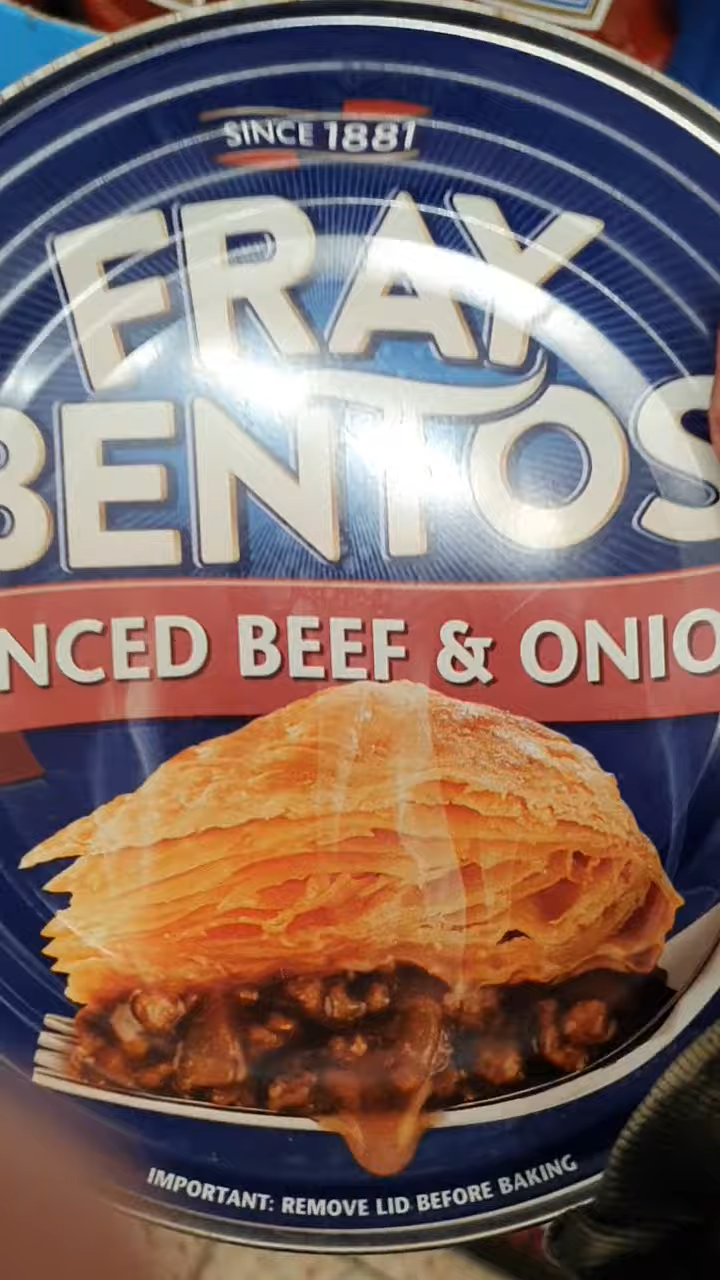 SINCE 1881
FRAY
BENTOS
NCED BEEF & ONIO
IMPORTANT: REMOVE LID BEFORE BAKING